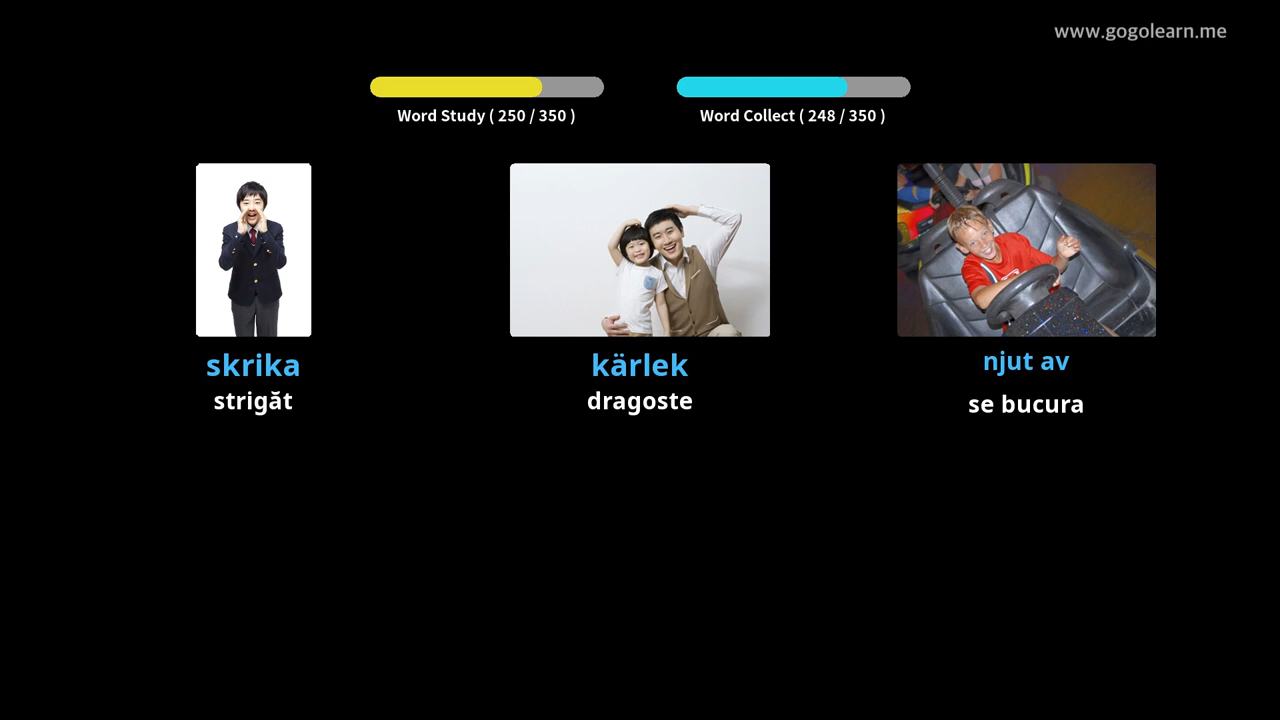 www.gogolearn.me
Word Study ( 250 / 350 )
Word Collect ( 248 / 350 )
skrika
strigăt
kärlek
dragoste
njut av
se bucura